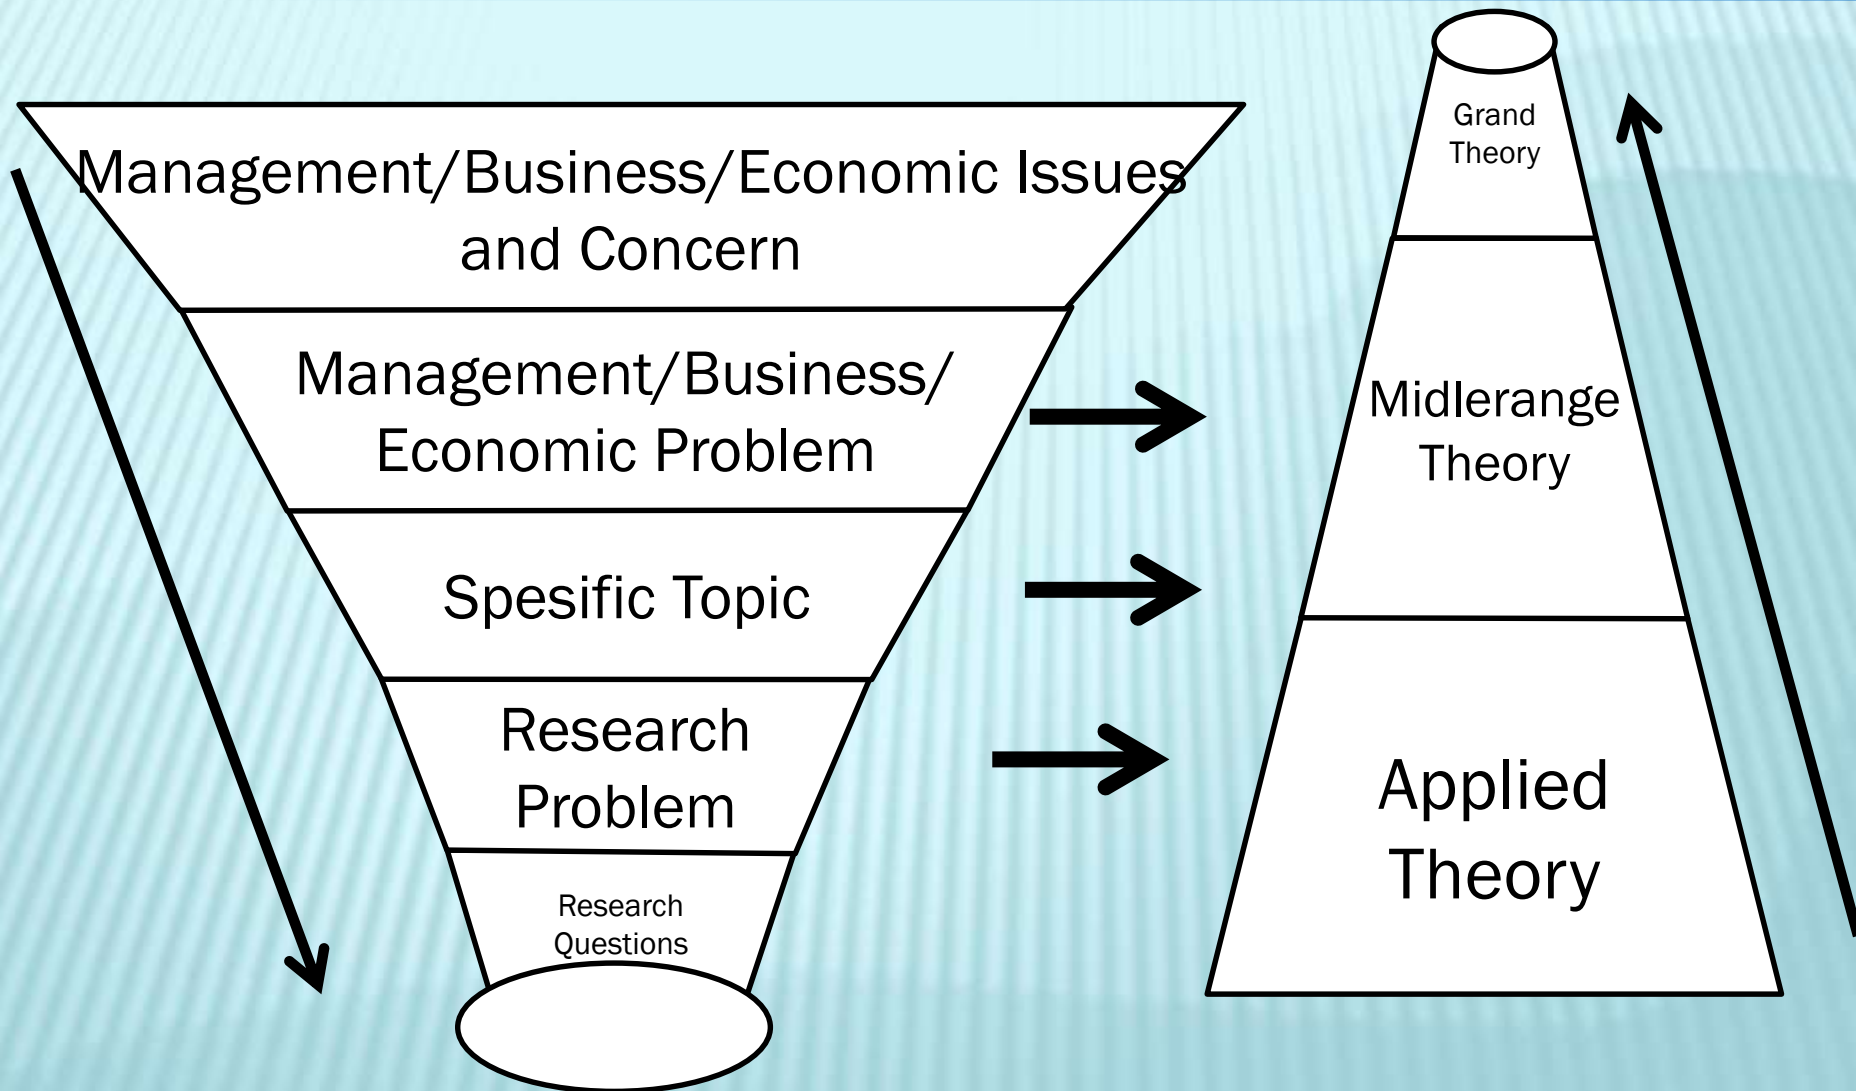 Management/Business/Economic Issues
and Concern
Management/Business/
Economic Problem
Spesific Topic
Research
Problem
Research
Questions
Grand
Theory
Midlerange
Theory
Applied
Theory